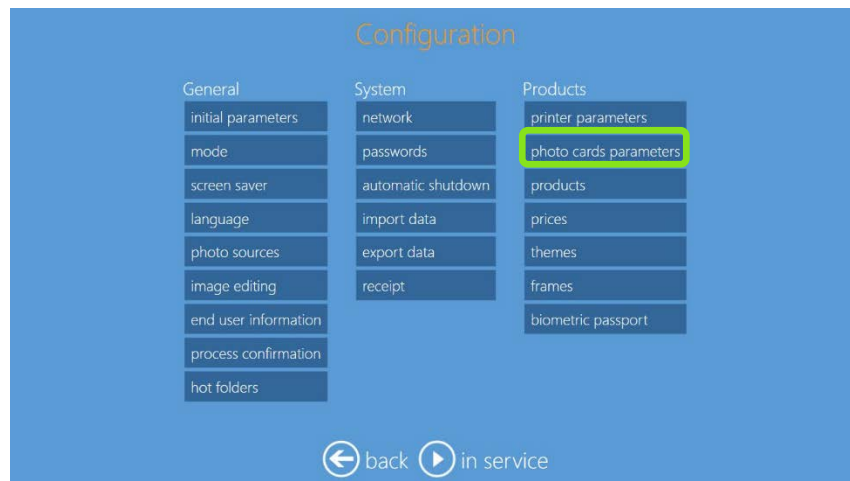 Configuration
General
initial parameters
mode
screen saver
language
photo sources
image editing
end user information
process confirmation
hot folders
System
network
passwords
automatic shutdown
import data
export data
receipt
Products
printer parameters
photo cards parameters
products
prices
themes
frames
biometric passport
back
in service